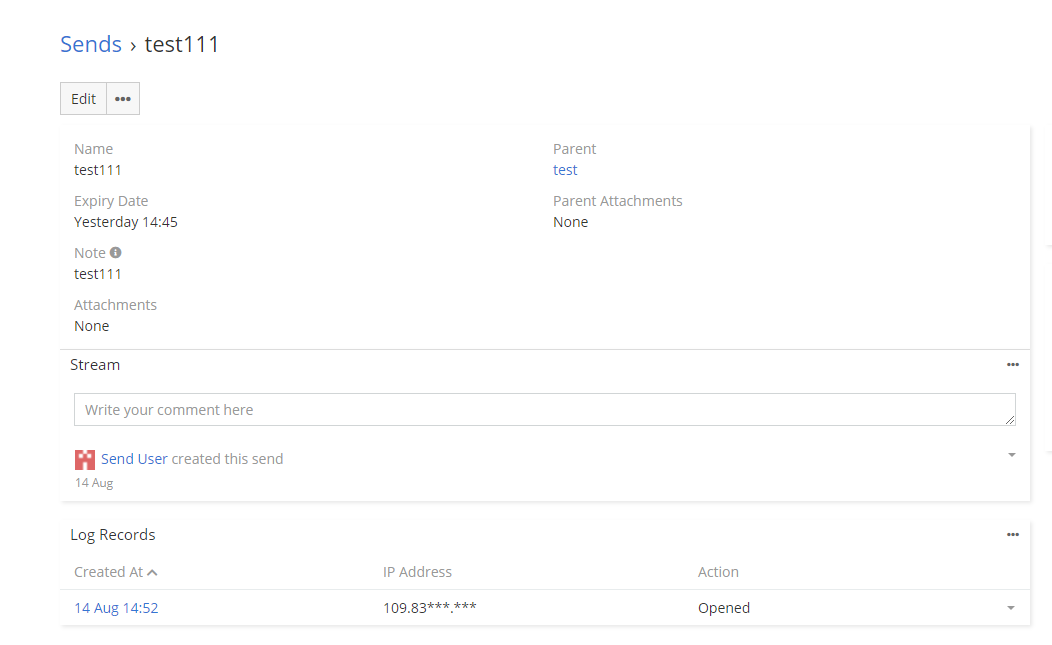 Sends › test111
Edit •••
Name
test111
Parent
test
Expiry Date
Yesterday 14:45
Parent Attachments
None
Note
test111
Attachments
None
Stream
Write your comment here
Send User created this send
14 Aug
Log Records
Created At IP Address Action
14 Aug 14:52 109.83***.*** Opened